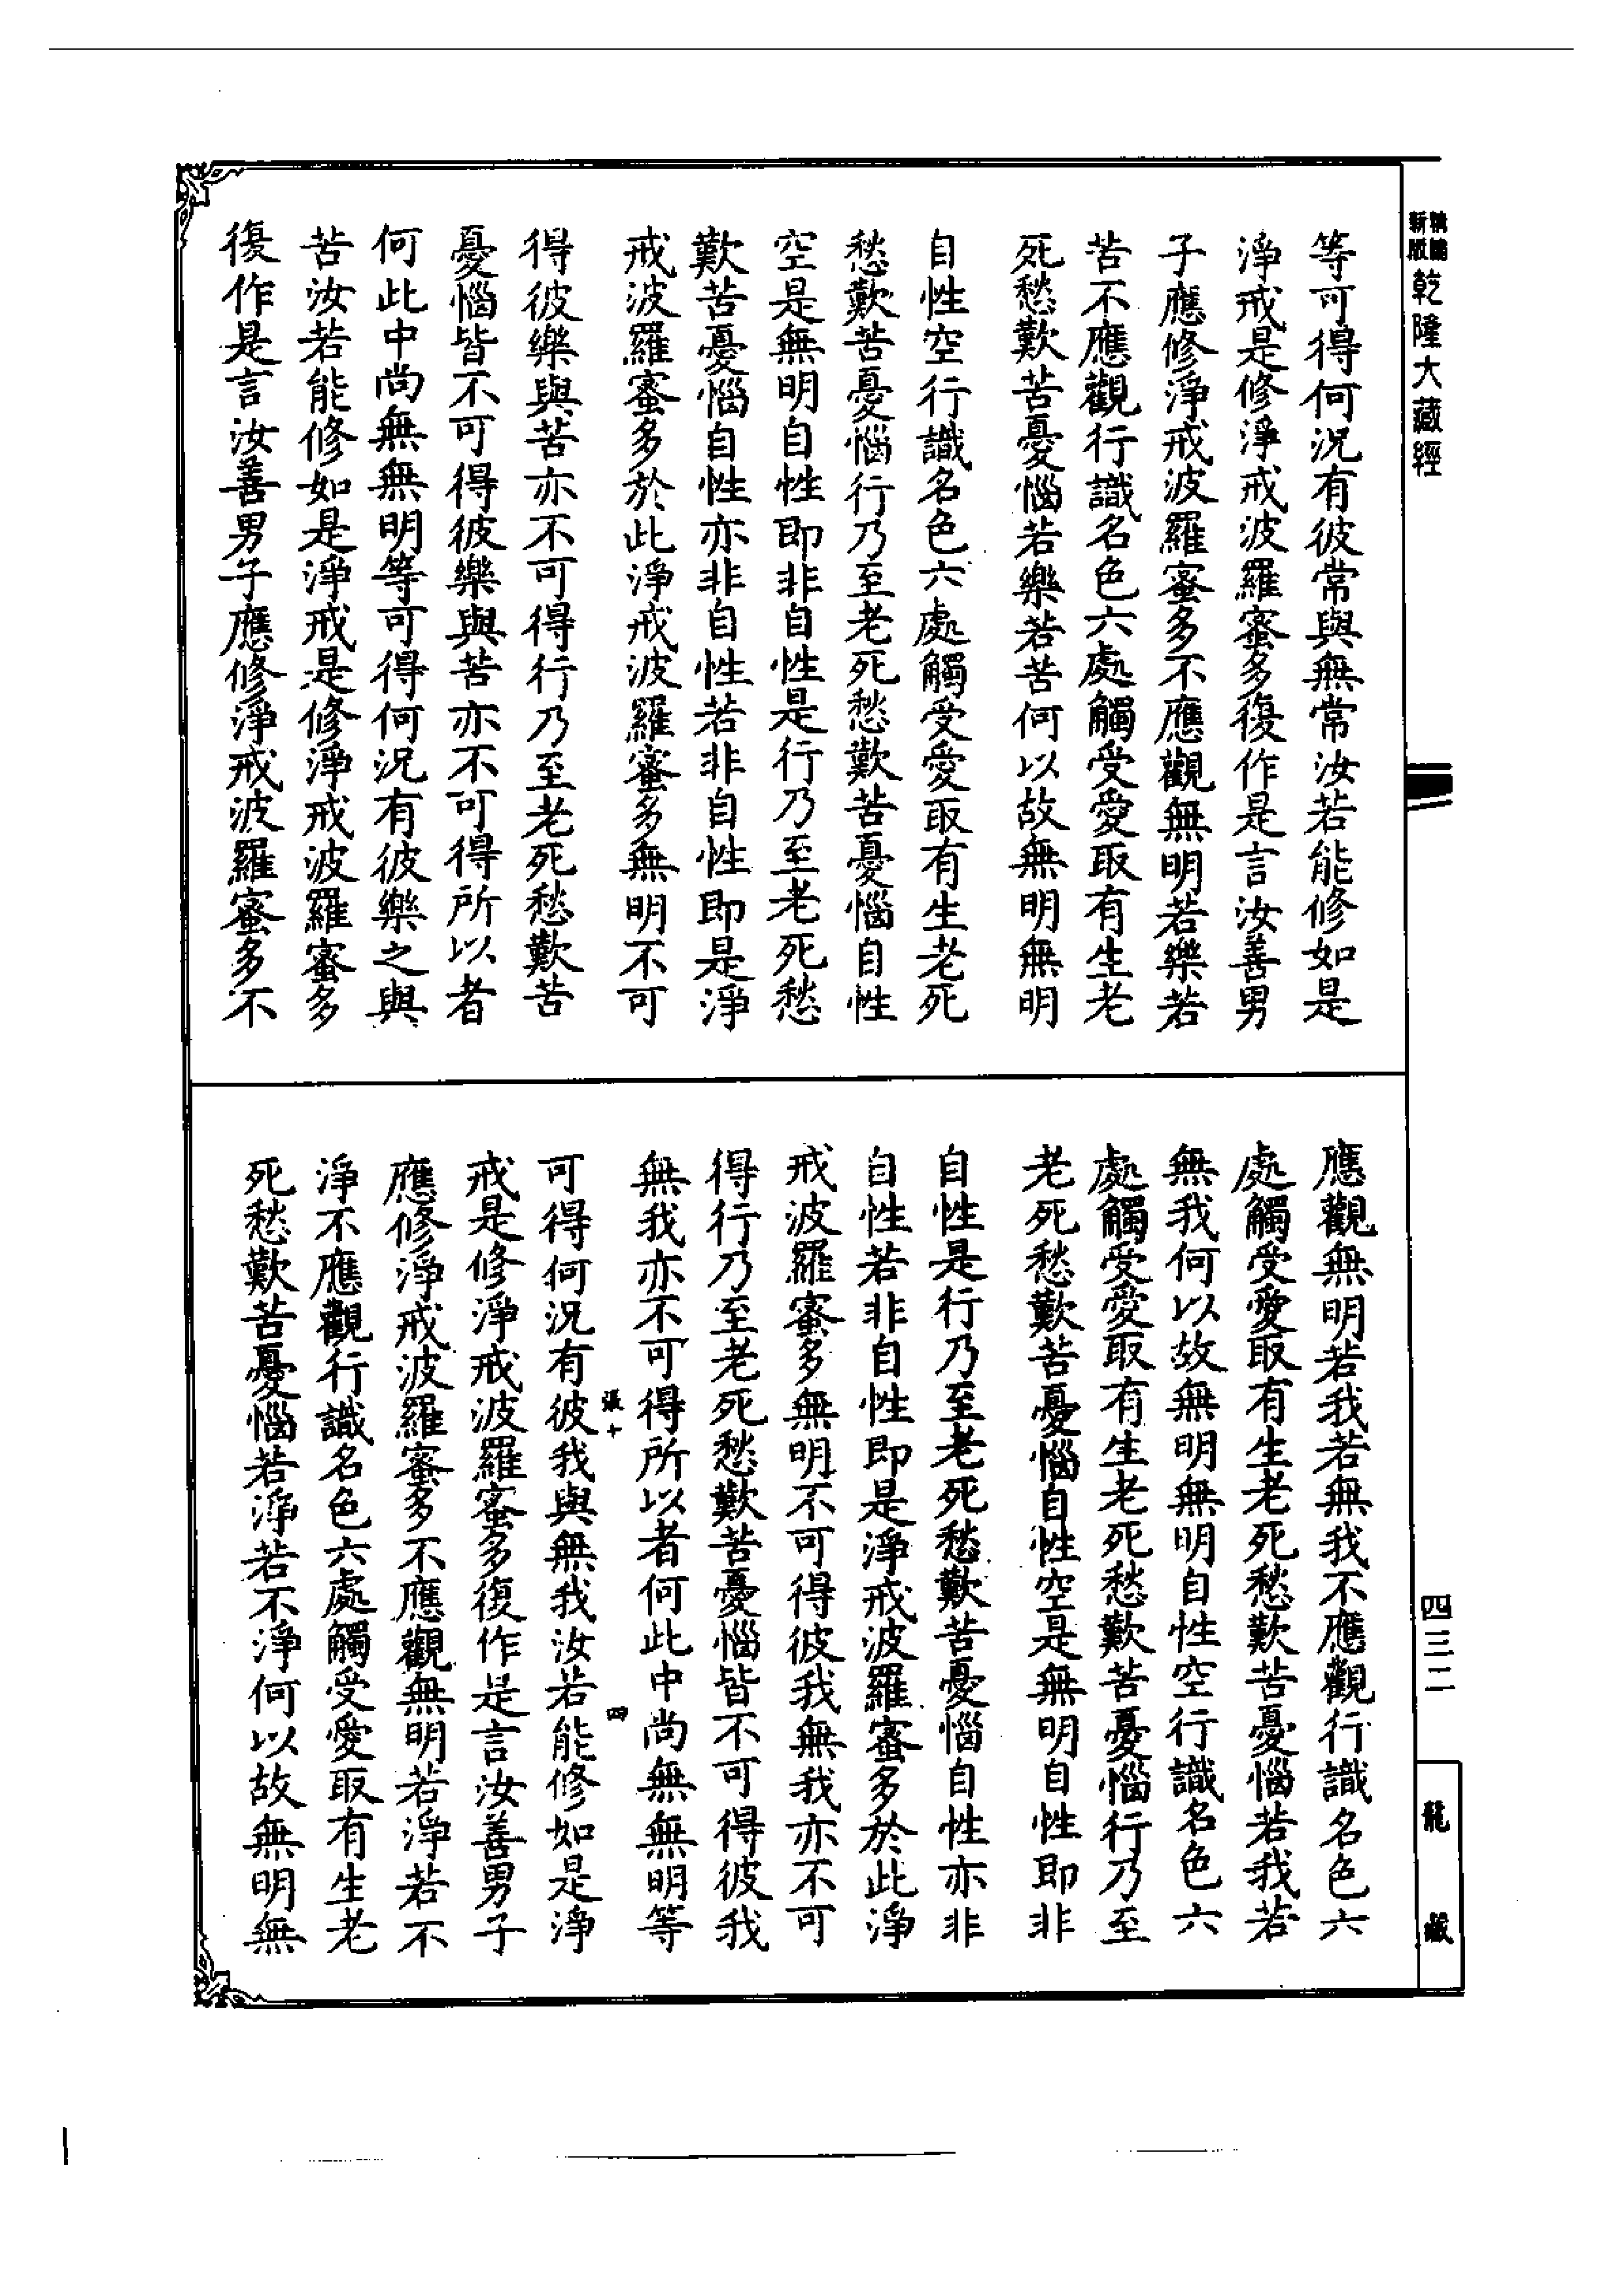 精編新版
乾隆大藏經
等可得何況有彼常與無常汝若能修如是
淨戒是修淨戒波羅蜜多復作是言汝善男
子應修淨戒波羅蜜多不應觀無明若樂若
苦不應觀行識名色六處觸受愛取有生老
死愁歎苦憂惱若樂若苦何以故無明無明
自性空行識名色六處觸受愛取有生老死
愁歎苦憂惱行乃至老死愁歎苦憂惱自性
空是無明自性即非自性是行乃至老死愁
歎苦憂惱自性亦非自性若非自性即是淨
戒波羅蜜多於此淨戒波羅蜜多無明不可
得彼樂與苦亦不可得行乃至老死愁歎苦
憂惱皆不可得彼樂與苦亦不可得所以者
何此中尚無無明等可得何況有彼樂之與
苦汝若能修如是淨戒是修淨戒波羅蜜多
復作是言汝善男子應修淨戒波羅蜜多不
應觀無明若我若無我不應觀行識名色六
處觸受愛取有生老死愁歎苦憂惱若我若
無我何以故無明無明自性空行識名色六
處觸受愛取有生老死愁歎苦憂惱行乃至
老死愁歎苦憂惱自性空是無明自性即非
自性是行乃至老死愁歎苦憂惱自性亦非
自性若非自性即是淨戒波羅蜜多於此淨
戒波羅蜜多無明不可得彼我無我亦不可
得行乃至老死愁歎苦憂惱皆不可得彼我
無我亦不可得所以者何此中尚無無明等
張十 四
可得何況有彼我與無我汝若能修如是淨
戒是修淨戒波羅蜜多復作是言汝善男子
應修淨戒波羅蜜多不應觀無明若淨若不
淨不應觀行識名色六處觸受愛取有生老
死愁歎苦憂惱若淨若不淨何以故無明無
四三二
龍藏